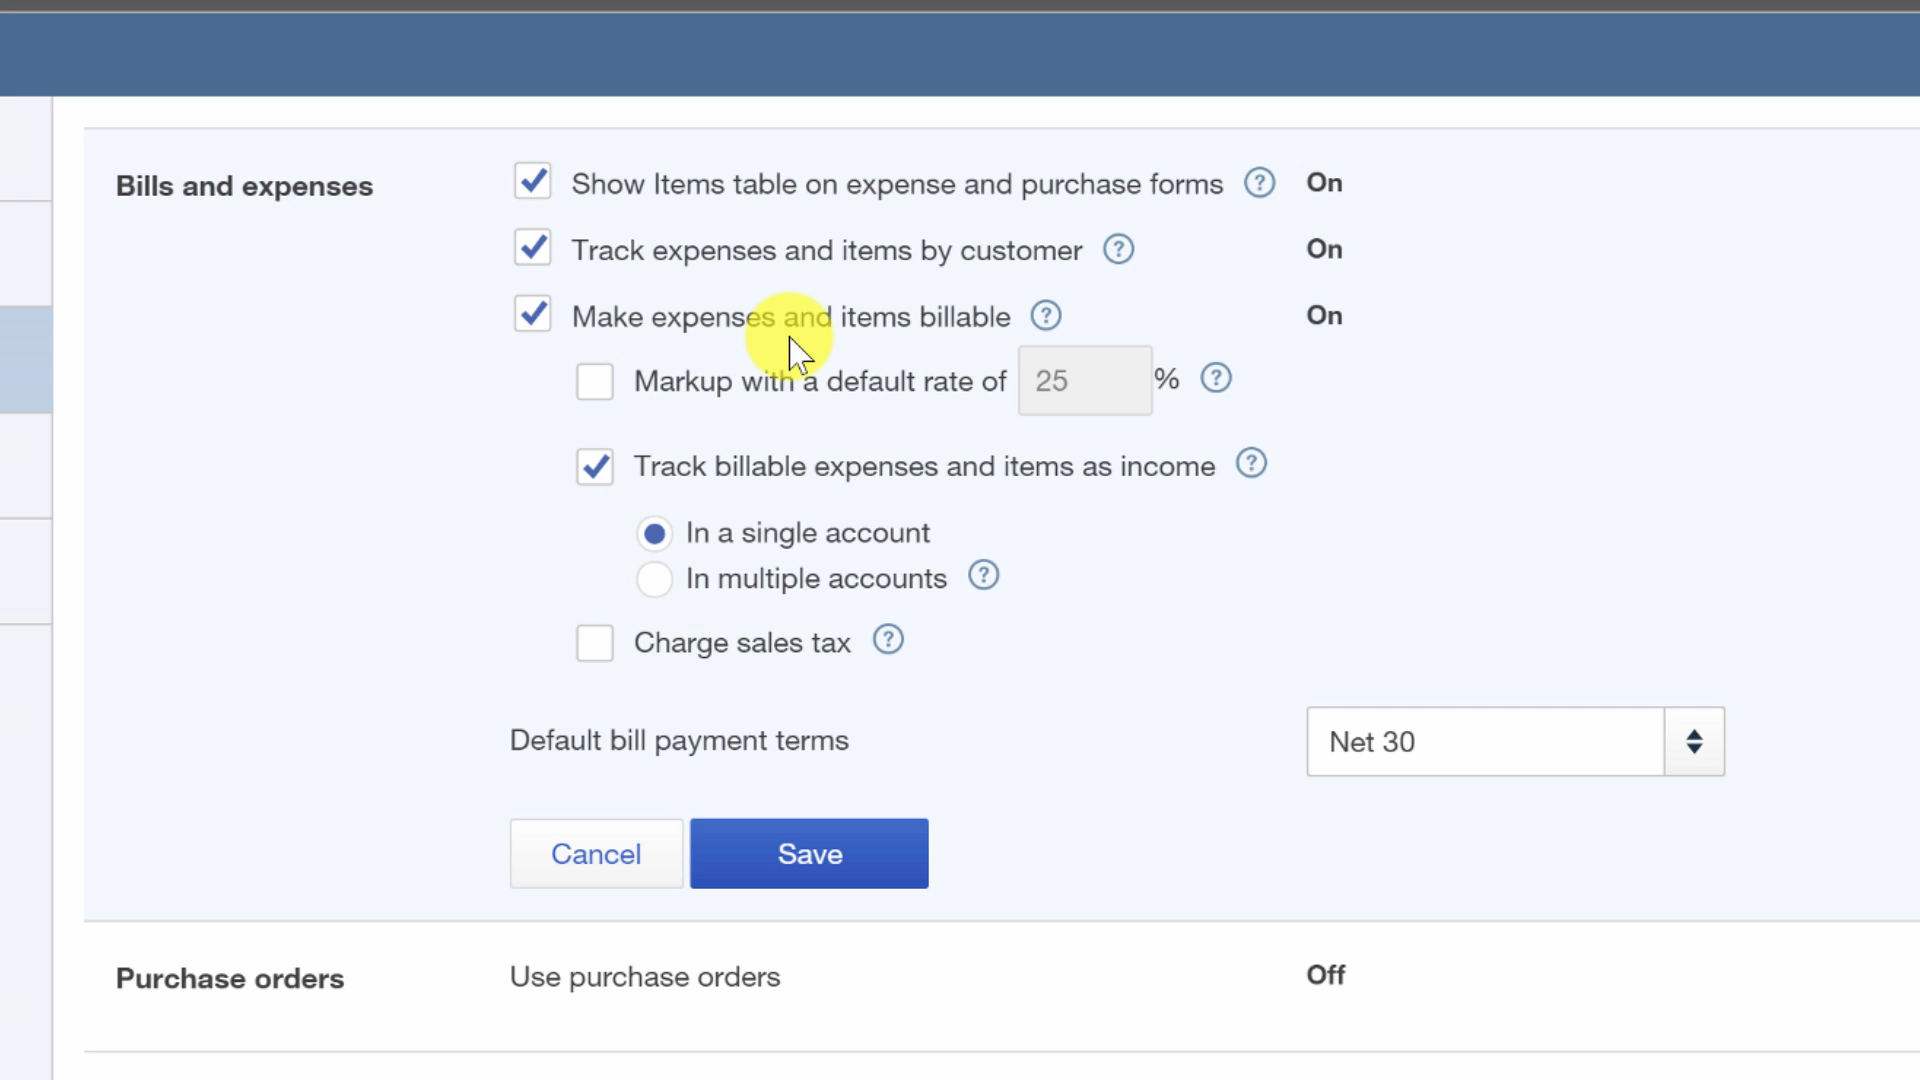 Bills and expenses
Show Items table on expense and purchase forms ? On
Track expenses and items by customer ? On
Make expenses and items billable ? On
Markup with a default rate of 25 % ?
Track billable expenses and items as income ?
In a single account
In multiple accounts ?
Charge sales tax ?
Default bill payment terms Net 30
Cancel Save
Purchase orders Use purchase orders Off